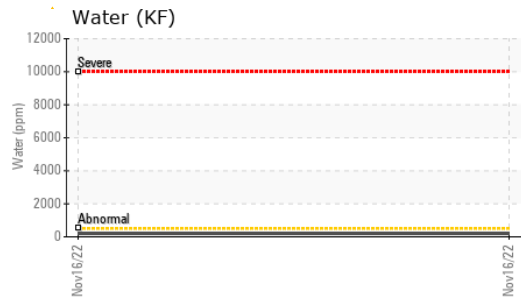 Water (KF)
12000
Severe
10000
8000
6000
4000
2000
Abnormal
0
Water (ppm)
Nov16/22
Nov16/22